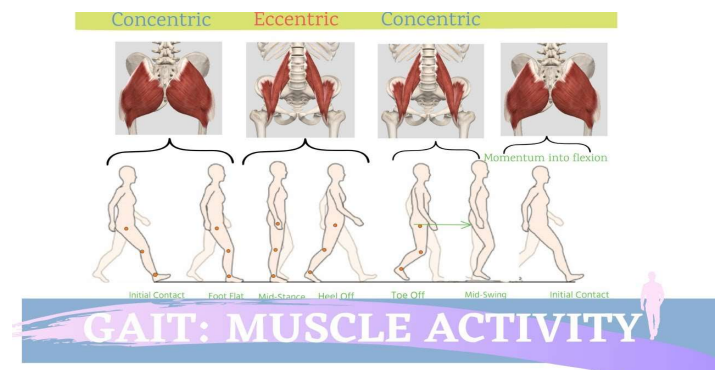 Concentric Eccentric Concentric
Momentum into flexion
Initial Contact Foot Flat Mid-Stance Heel Off Toe Off Mid-Swing Initial Contact
GAIT: MUSCLE ACTIVITY